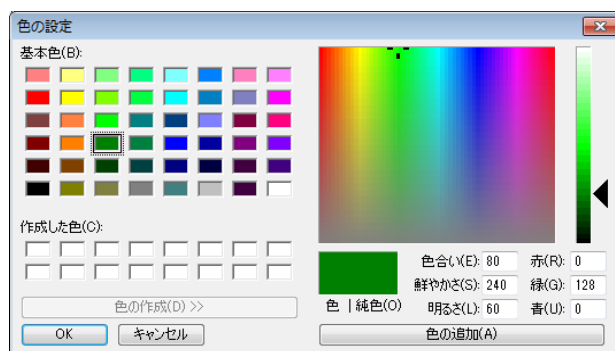 色の設定
基本色(B):
作成した色(C):
色の作成(D) >>
OK
キャンセル
色 | 純色(O)
色合い(E): 80
鮮やかさ(S): 240
明るさ(L): 60
赤(R): 0
緑(G): 128
青(U): 0
色の追加(A)